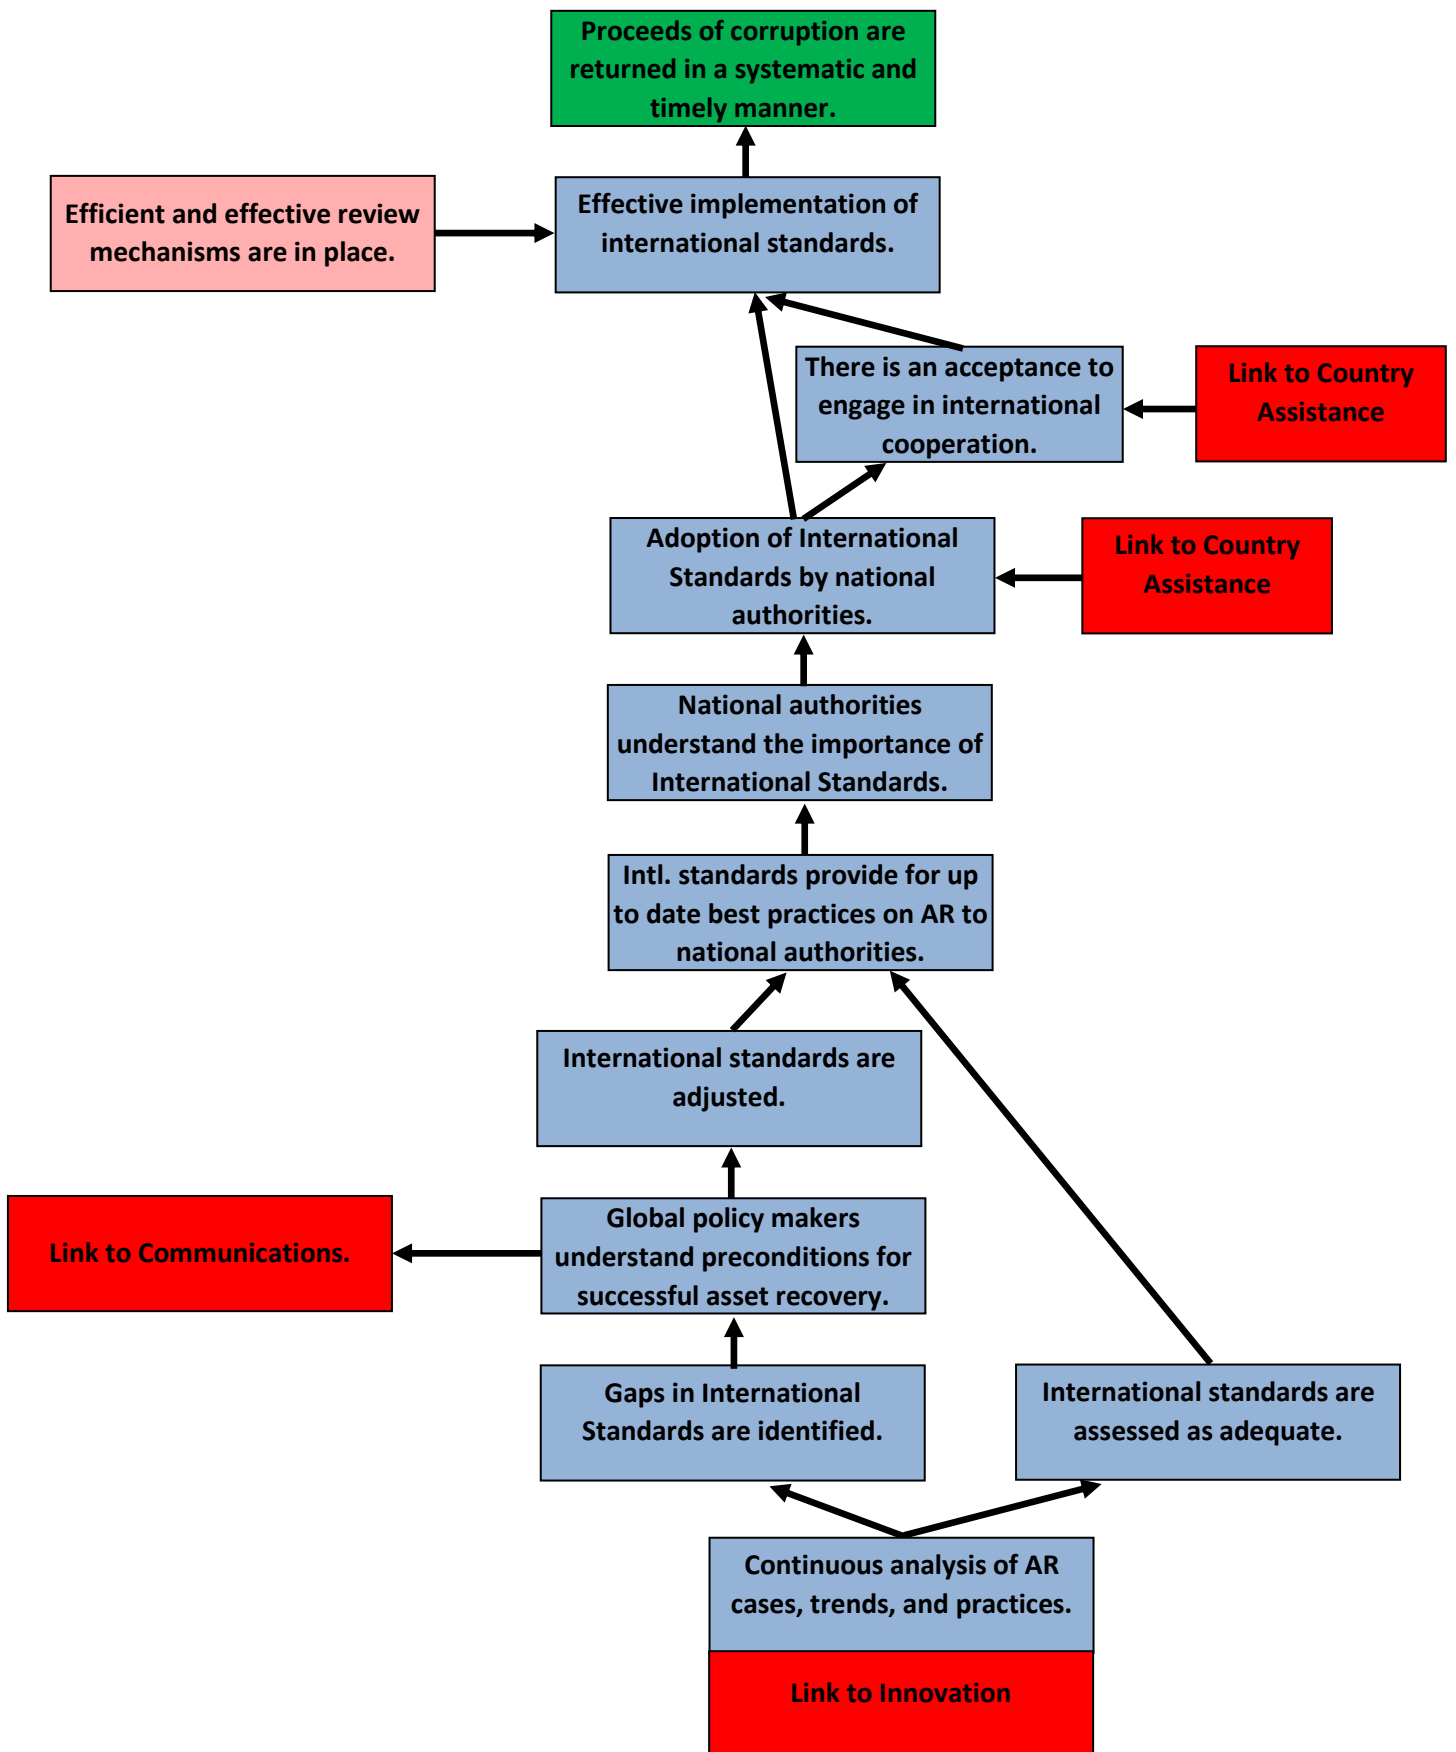 Proceeds of corruption are
returned in a systematic and
timely manner.
Efficient and effective review
mechanisms are in place.
Effective implementation of
international standards.
There is an acceptance to
engage in international
cooperation.
Link to Country
Assistance
Adoption of International
Standards by national
authorities.
Link to Country
Assistance
National authorities
understand the importance of
International Standards.
Intl. standards provide for up
to date best practices on AR to
national authorities.
International standards are
adjusted.
Link to Communications.
Global policy makers
understand preconditions for
successful asset recovery.
Gaps in International
Standards are identified.
International standards are
assessed as adequate.
Continuous analysis of AR
cases, trends, and practices.
Link to Innovation